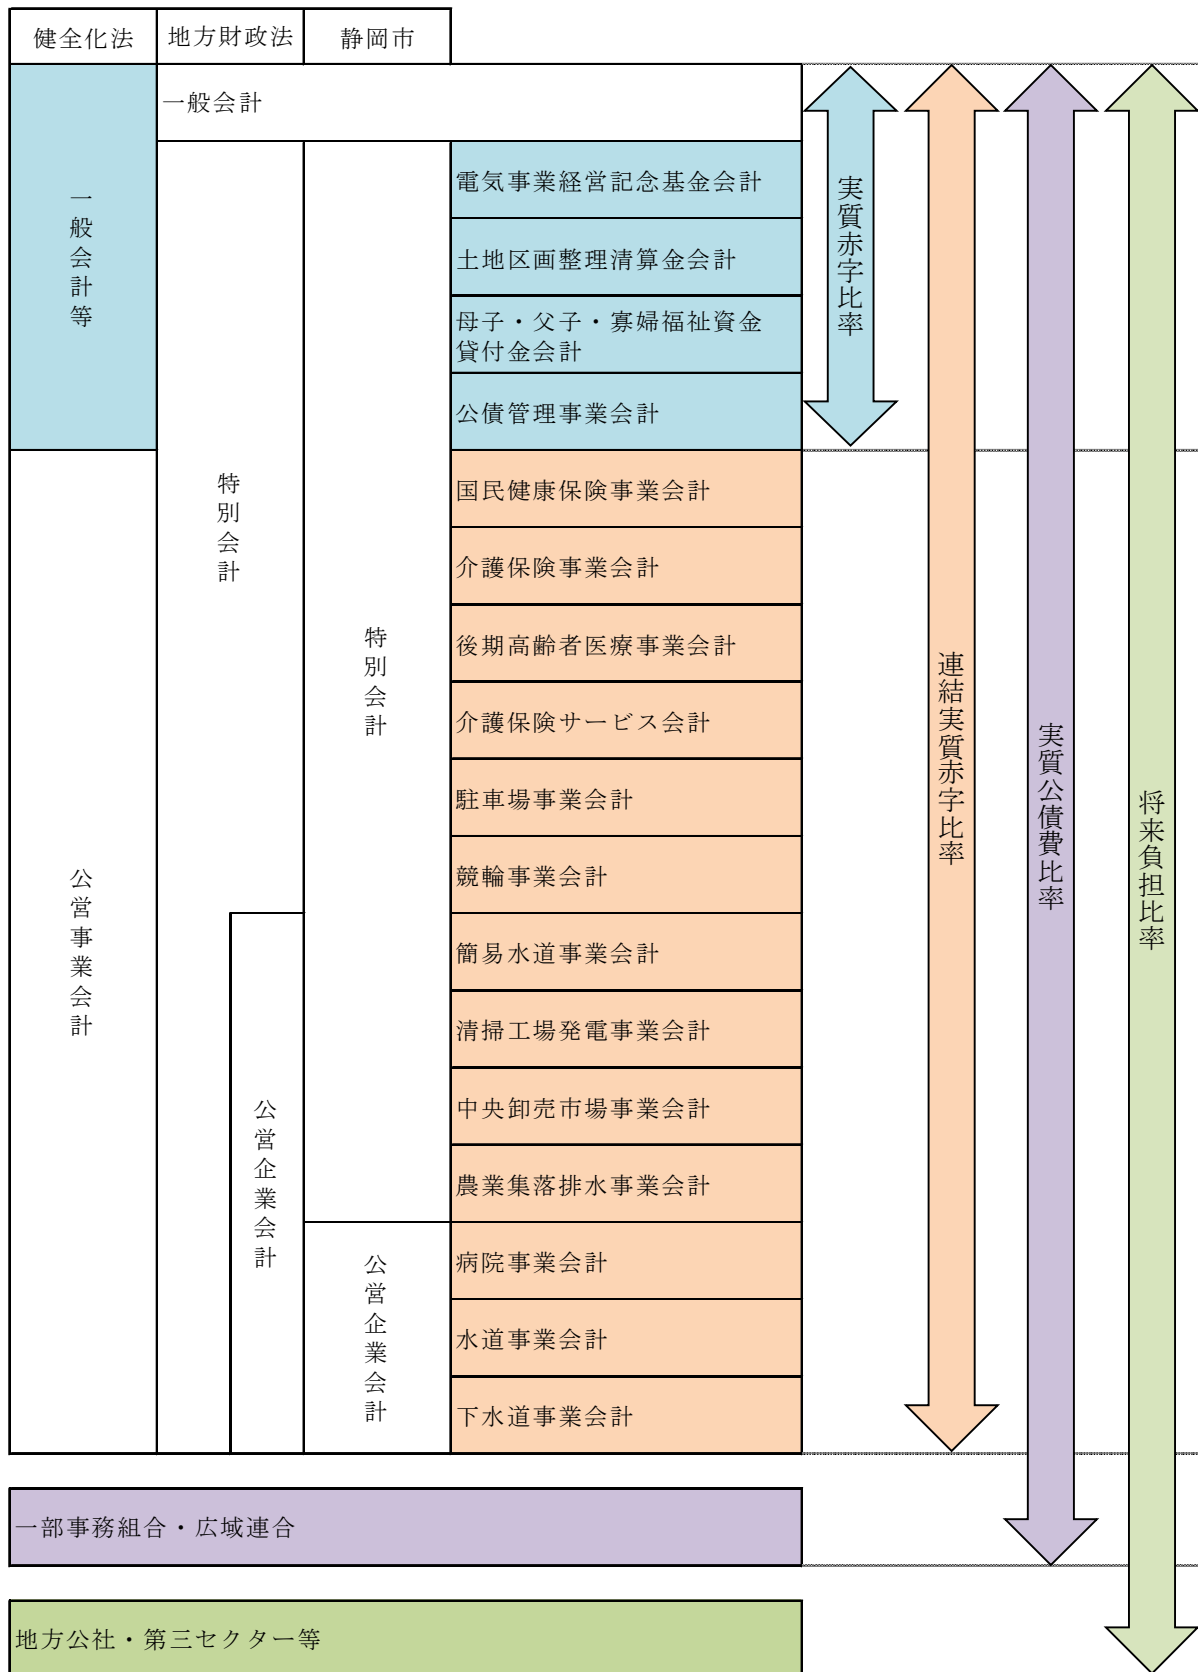 健全化法
地方財政法
静岡市
一般会計等
一般会計
特別会計
特別会計
電気事業経営記念基金会計
土地区画整理清算金会計
母子・父子・寡婦福祉資金
貸付金会計
公債管理事業会計
公営事業会計
国民健康保険事業会計
介護保険事業会計
後期高齢者医療事業会計
介護保険サービス会計
駐車場事業会計
競輪事業会計
公営企業会計
簡易水道事業会計
清掃工場発電事業会計
中央卸売市場事業会計
農業集落排水事業会計
公営企業会計
病院事業会計
水道事業会計
下水道事業会計
実質赤字比率
連結実質赤字比率
実質公債費比率
将来負担比率
一部事務組合・広域連合
地方公社・第三セクター等